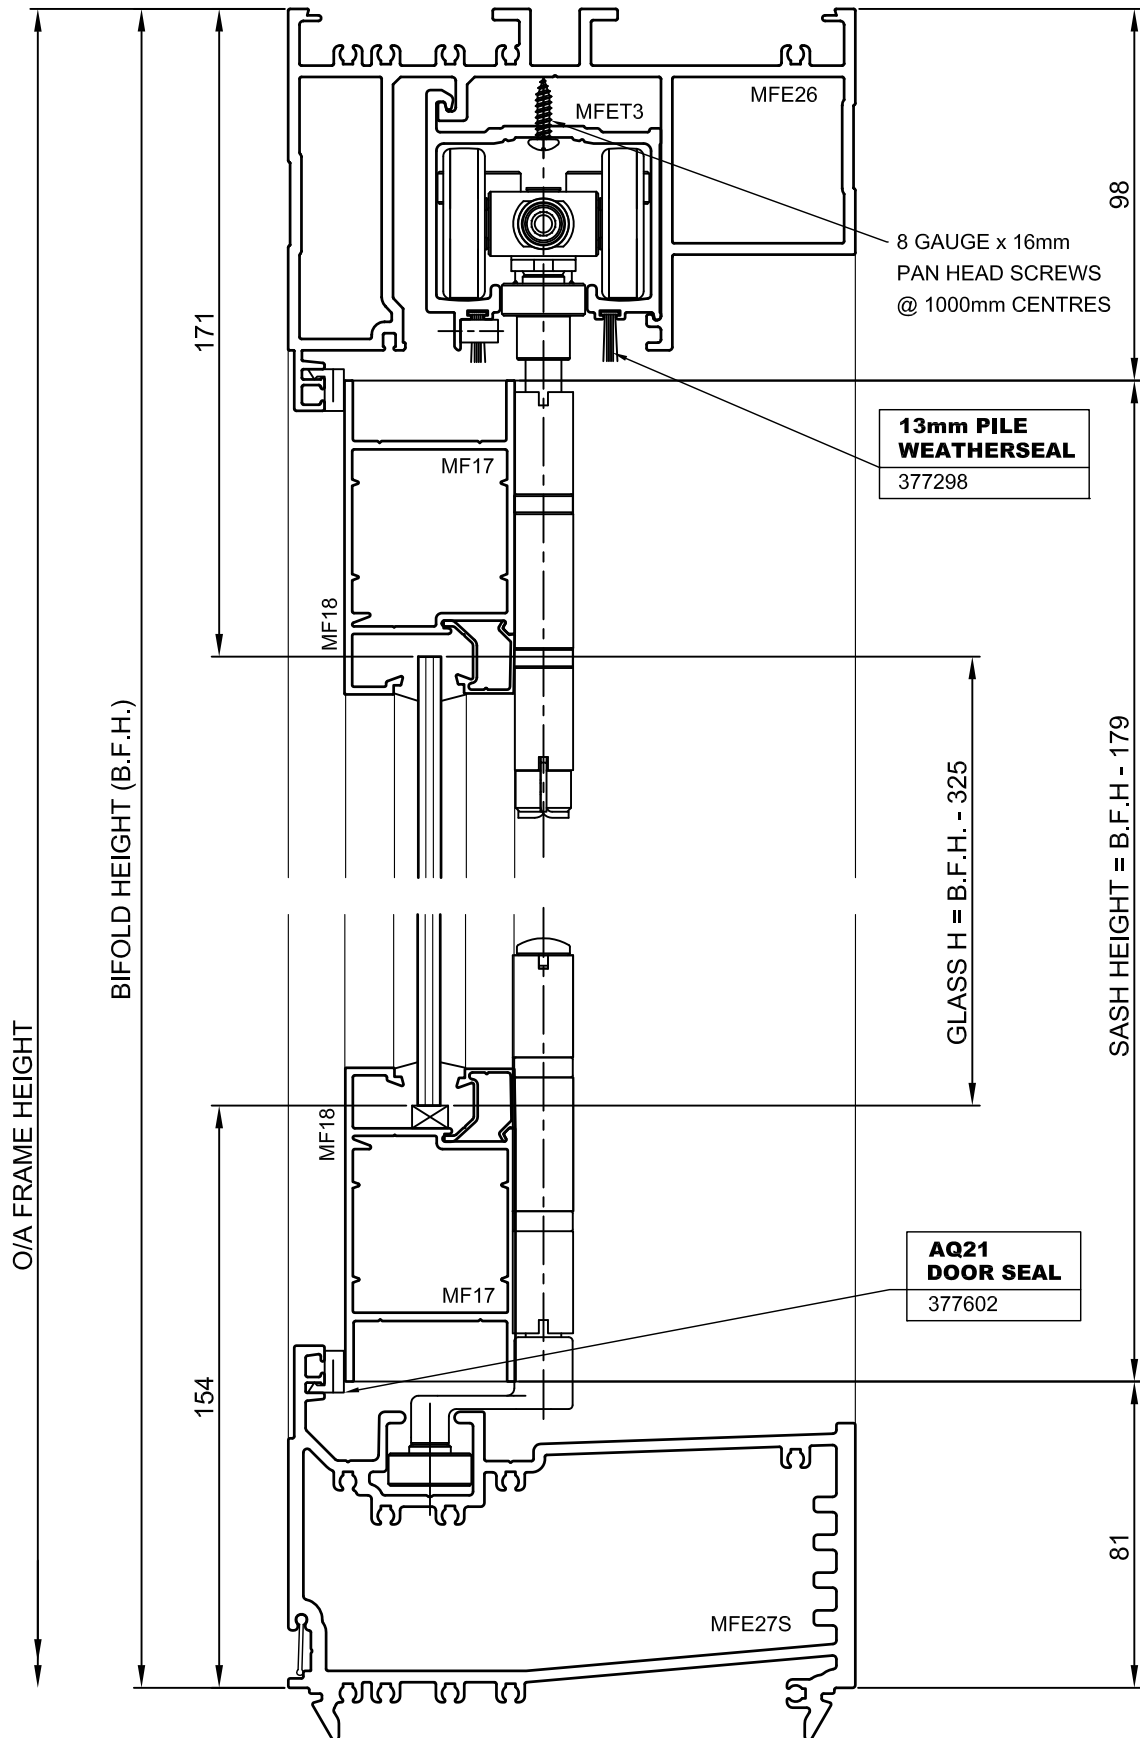 MFE26
MFET3
98
8 GAUGE x 16mm
PAN HEAD SCREWS
@ 1000mm CENTRES
171
13mm PILE
WEATHERSEAL
377298
MF17
MF18
BIFOLD HEIGHT (B.F.H.)
GLASS H = B.F.H. - 325
SASH HEIGHT = B.F.H - 179
O/A FRAME HEIGHT
MF18
AQ21
DOOR SEAL
377602
MF17
154
81
MFE27S